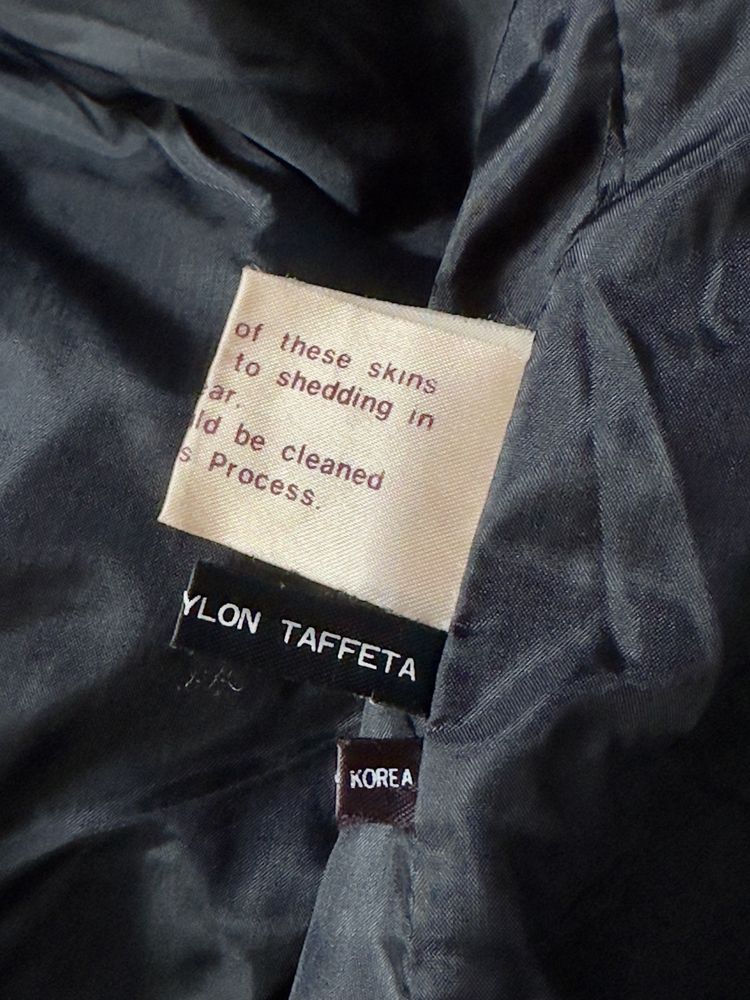 of these skins
to shedding in
ar.
ld be cleaned
s Process.
YLON TAFFETA
KOREA